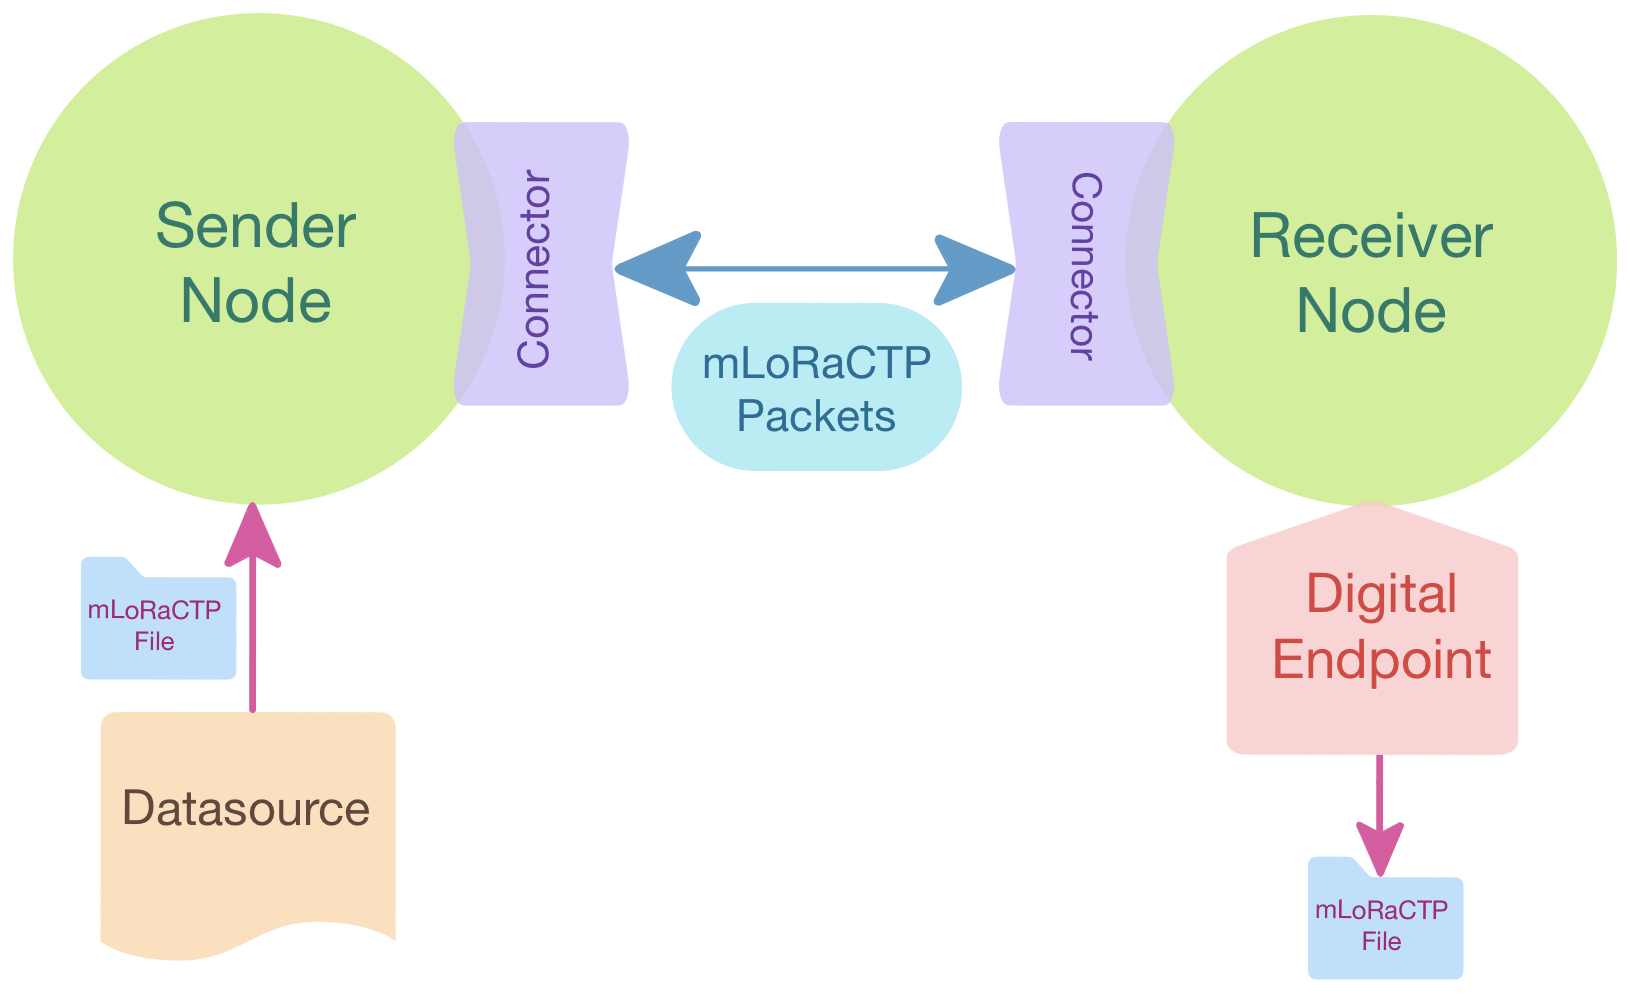 Sender
Node
Connector
mLoRaCTP
Packets
Connector
Receiver
Node
mLoRaCTP
File
Datasource
Digital
Endpoint
mLoRaCTP
File